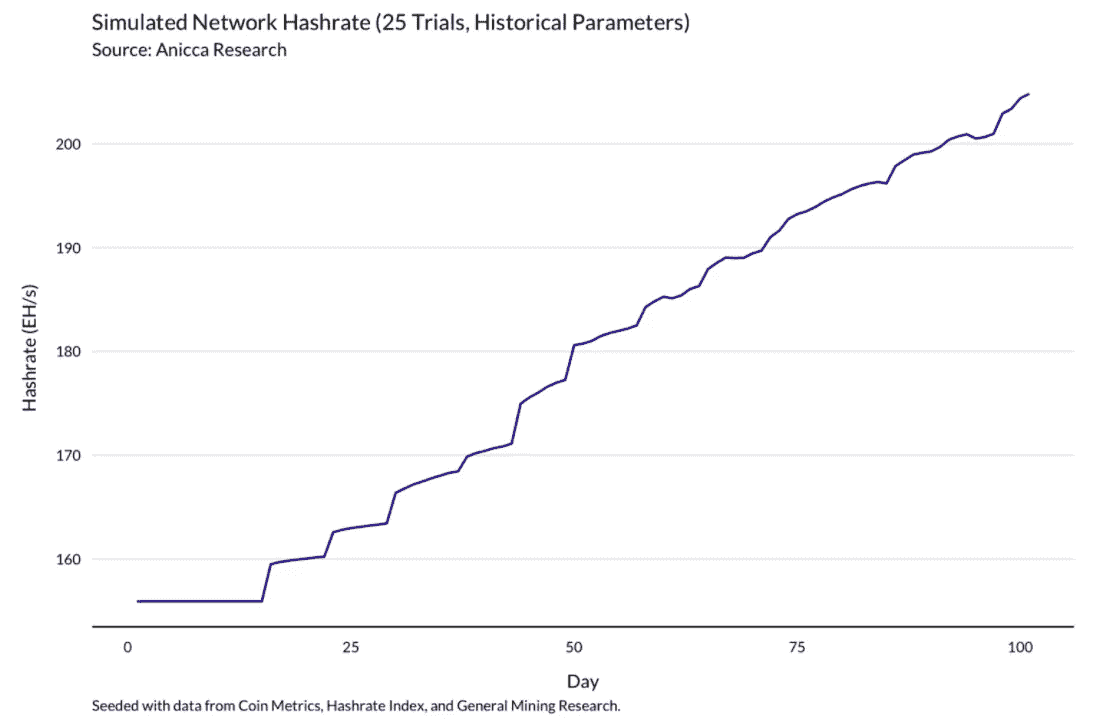 Simulated Network Hashrate (25 Trials, Historical Parameters)
Source: Anicca Research
200
190
180
170
160
Hashrate (EH/s)
0 25 50 75 100
Day
Seeded with data from Coin Metrics, Hashrate Index, and General Mining Research.